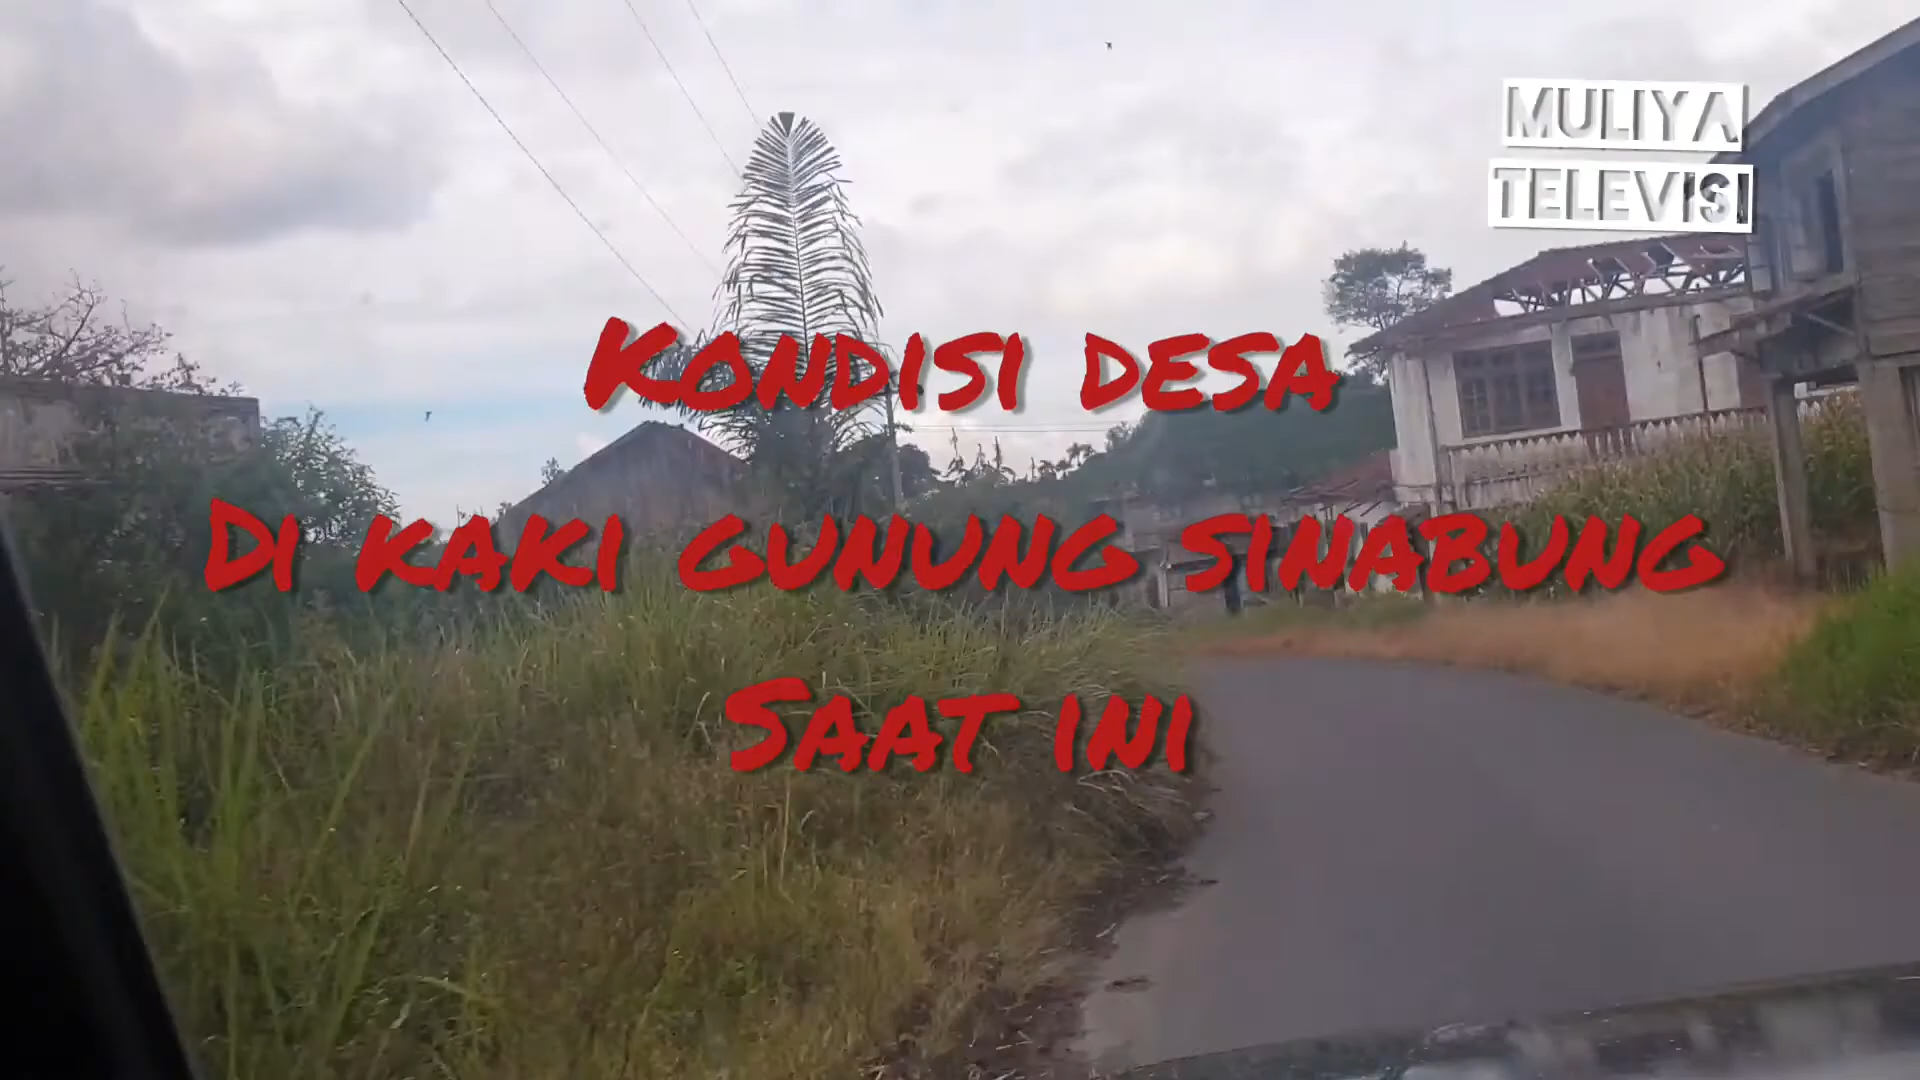 MULIYA
TELEVISI
Kondisi desa
Di kaki gunung sinabung
Saat ini